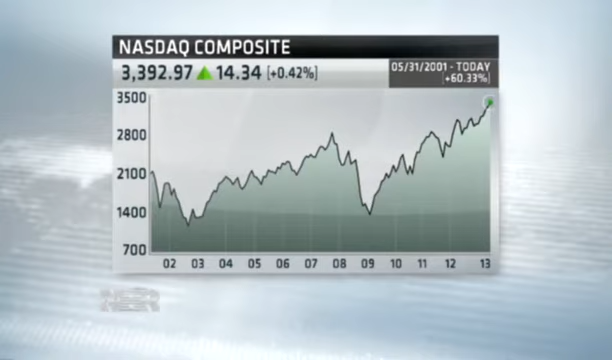 NASDAQ COMPOSITE
3,392.97 ▲ 14.34 [+0.42%]
05/31/2001 - TODAY
[+60.33%]
3500
2800
2100
1400
700
02 03 04 05 06 07 08 09 10 11 12 13